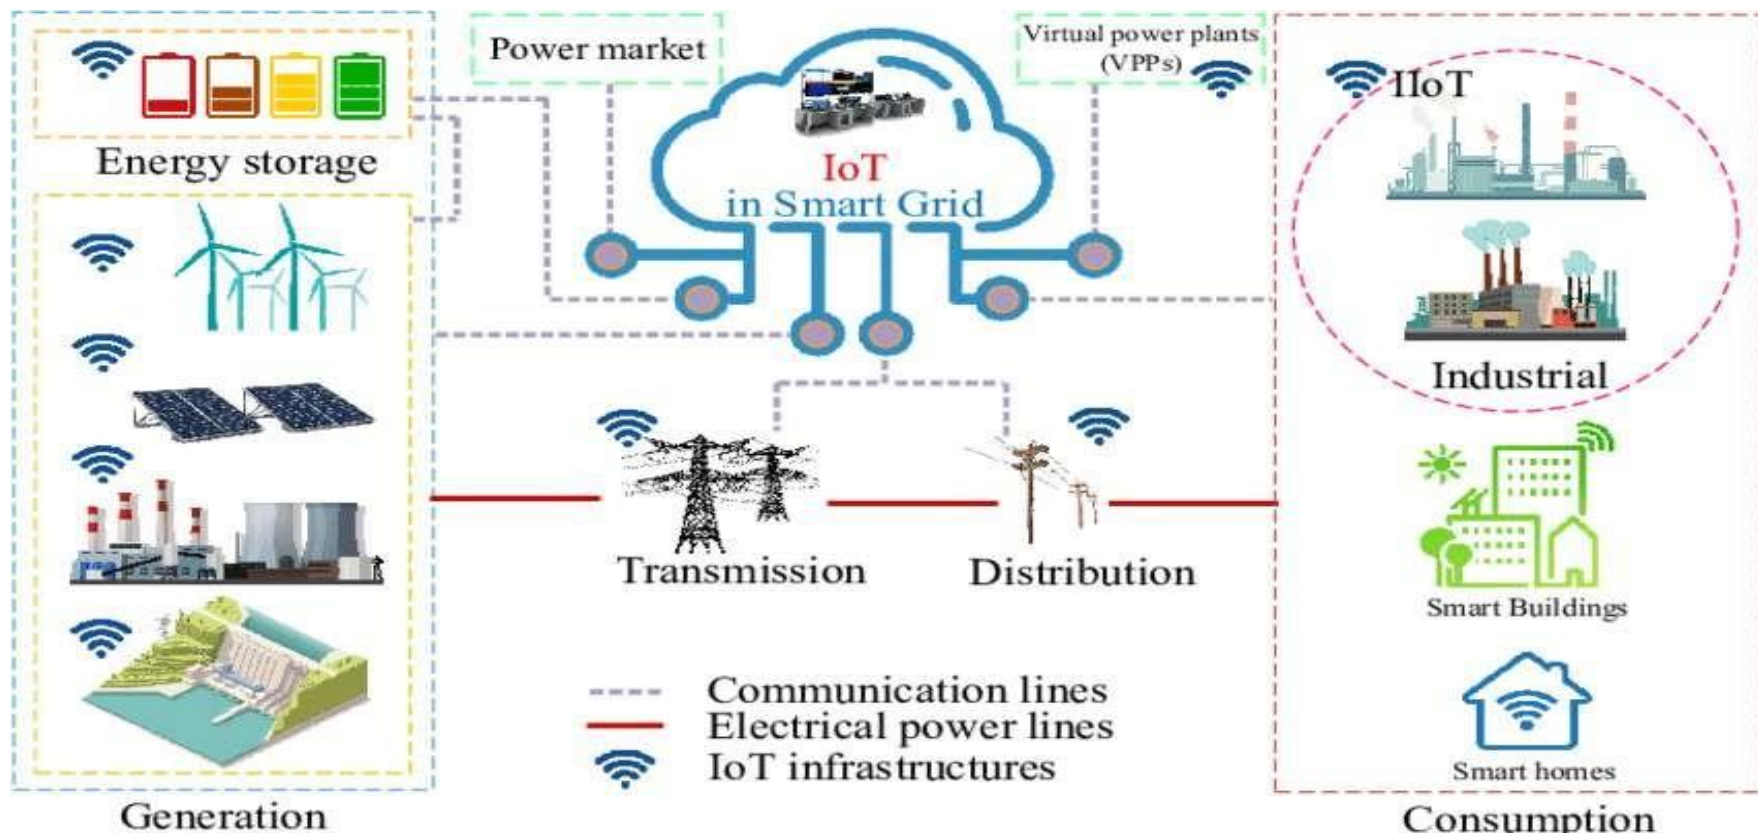 Power market
Virtual power plants
(VPPs)
IIoT
Energy storage
IoT
in Smart Grid
Industrial
Transmission
Distribution
Smart Buildings
Communication lines
Electrical power lines
IoT infrastructures
Smart homes
Generation
Consumption